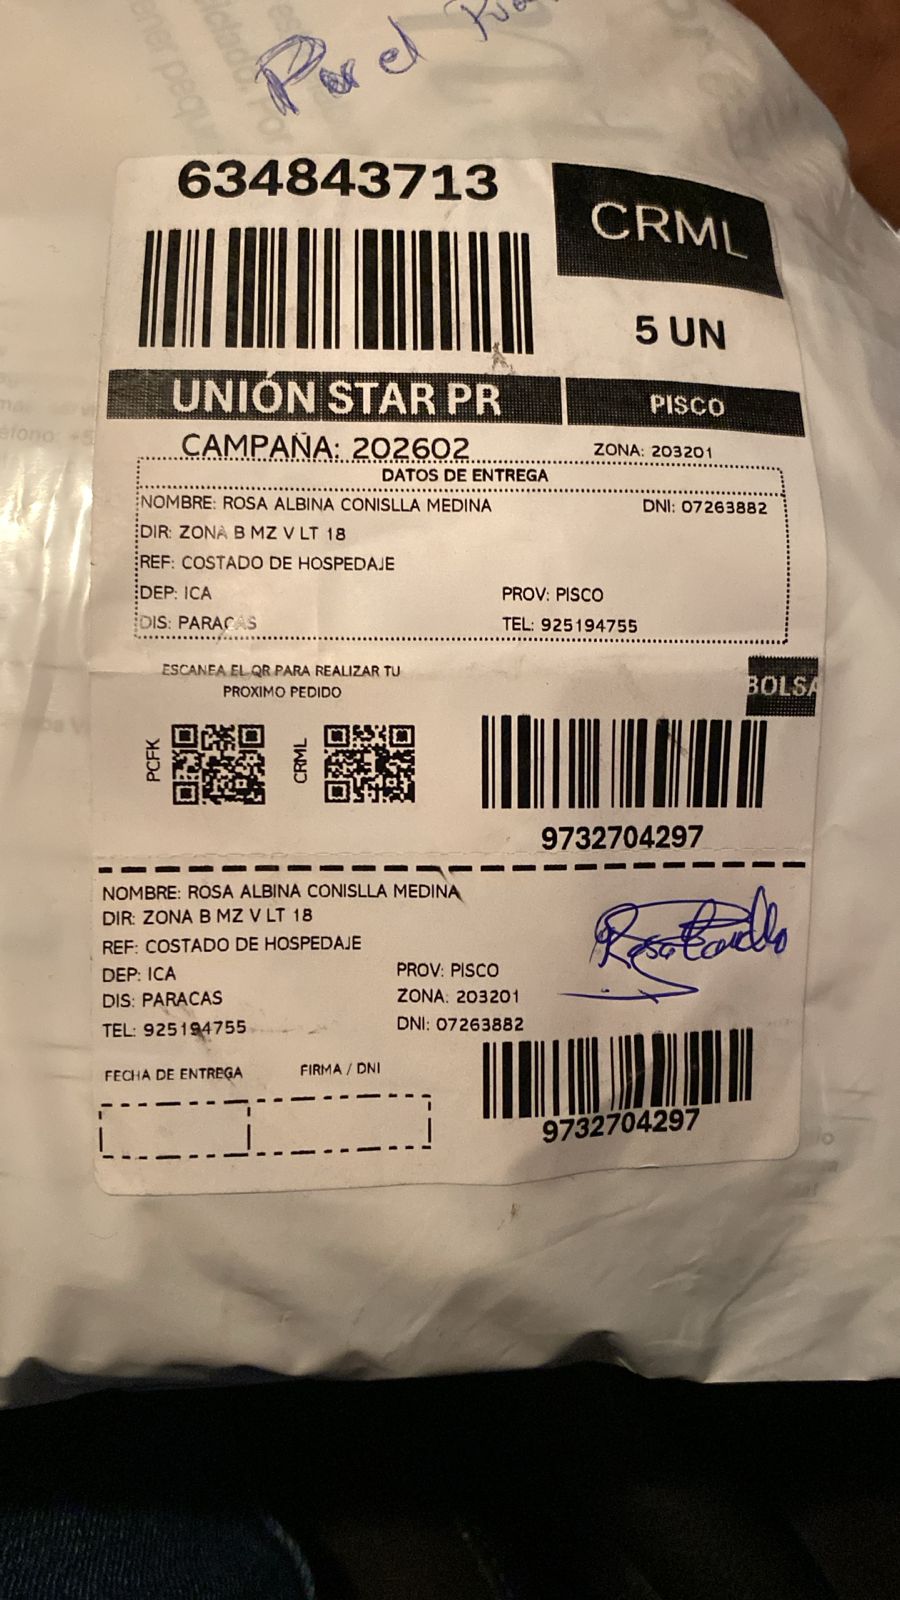 Por el
634843713
CRML
5 UN
UNIÓN STAR PR
PISCO
CAMPAÑA: 202602
ZONA: 203201
DATOS DE ENTREGA
NOMBRE: ROSA ALBINA CONISLLA MEDINA DNI: 07263882
DIR: ZONA B MZ V LT 18
REF: COSTADO DE HOSPEDAJE
DEP: ICA PROV: PISCO
DIS: PARACAS TEL: 925194755
ESCANEA EL QR PARA REALIZAR TU
PROXIMO PEDIDO
BOLSA
PCFK
CRML
9732704297
NOMBRE: ROSA ALBINA CONISLLA MEDINA
DIR: ZONA B MZ V LT 18
REF: COSTADO DE HOSPEDAJE
DEP: ICA PROV: PISCO
DIS: PARACAS ZONA: 203201
TEL: 925194755 DNI: 07263882
FECHA DE ENTREGA FIRMA / DNI
9732704297